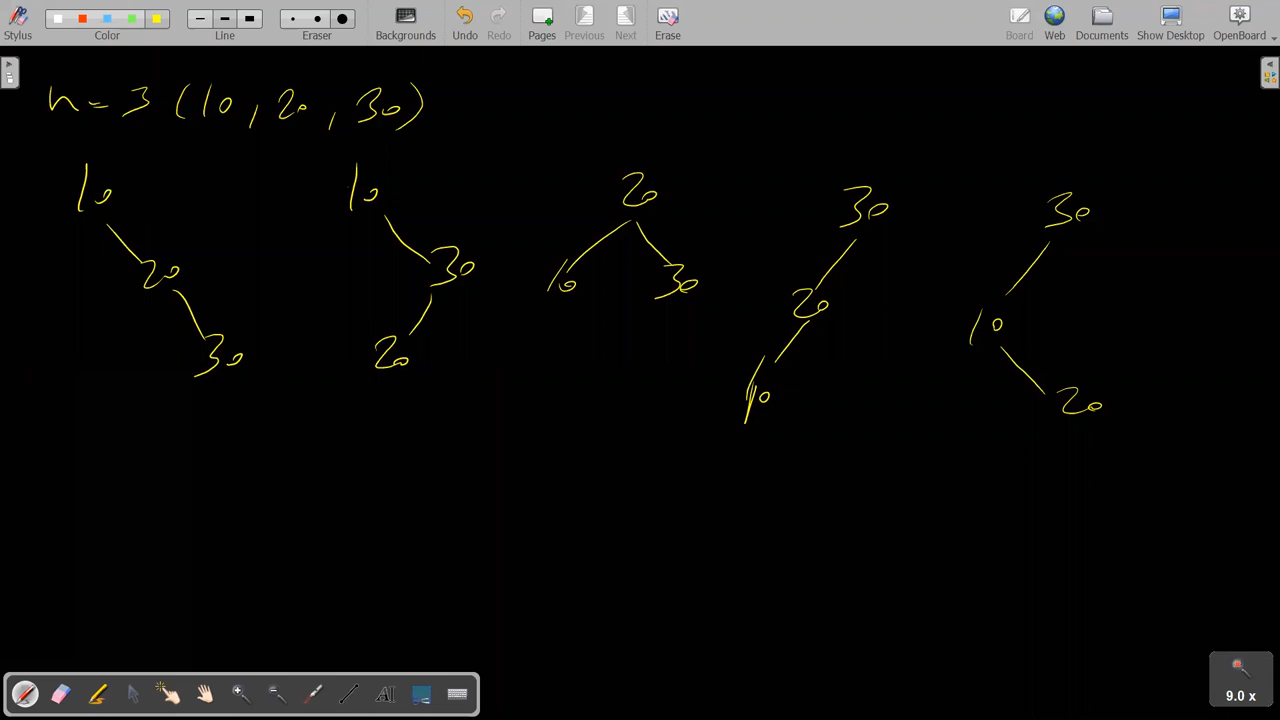 Stylus Color Line Eraser Backgrounds Undo Redo Pages Previous Next Erase Board Web Documents Show Desktop OpenBoard
n = 3 (10, 20, 30)
10 10 20 30 30
20 30 10 30 20 10
30 20 10 20
AI
9.0 x